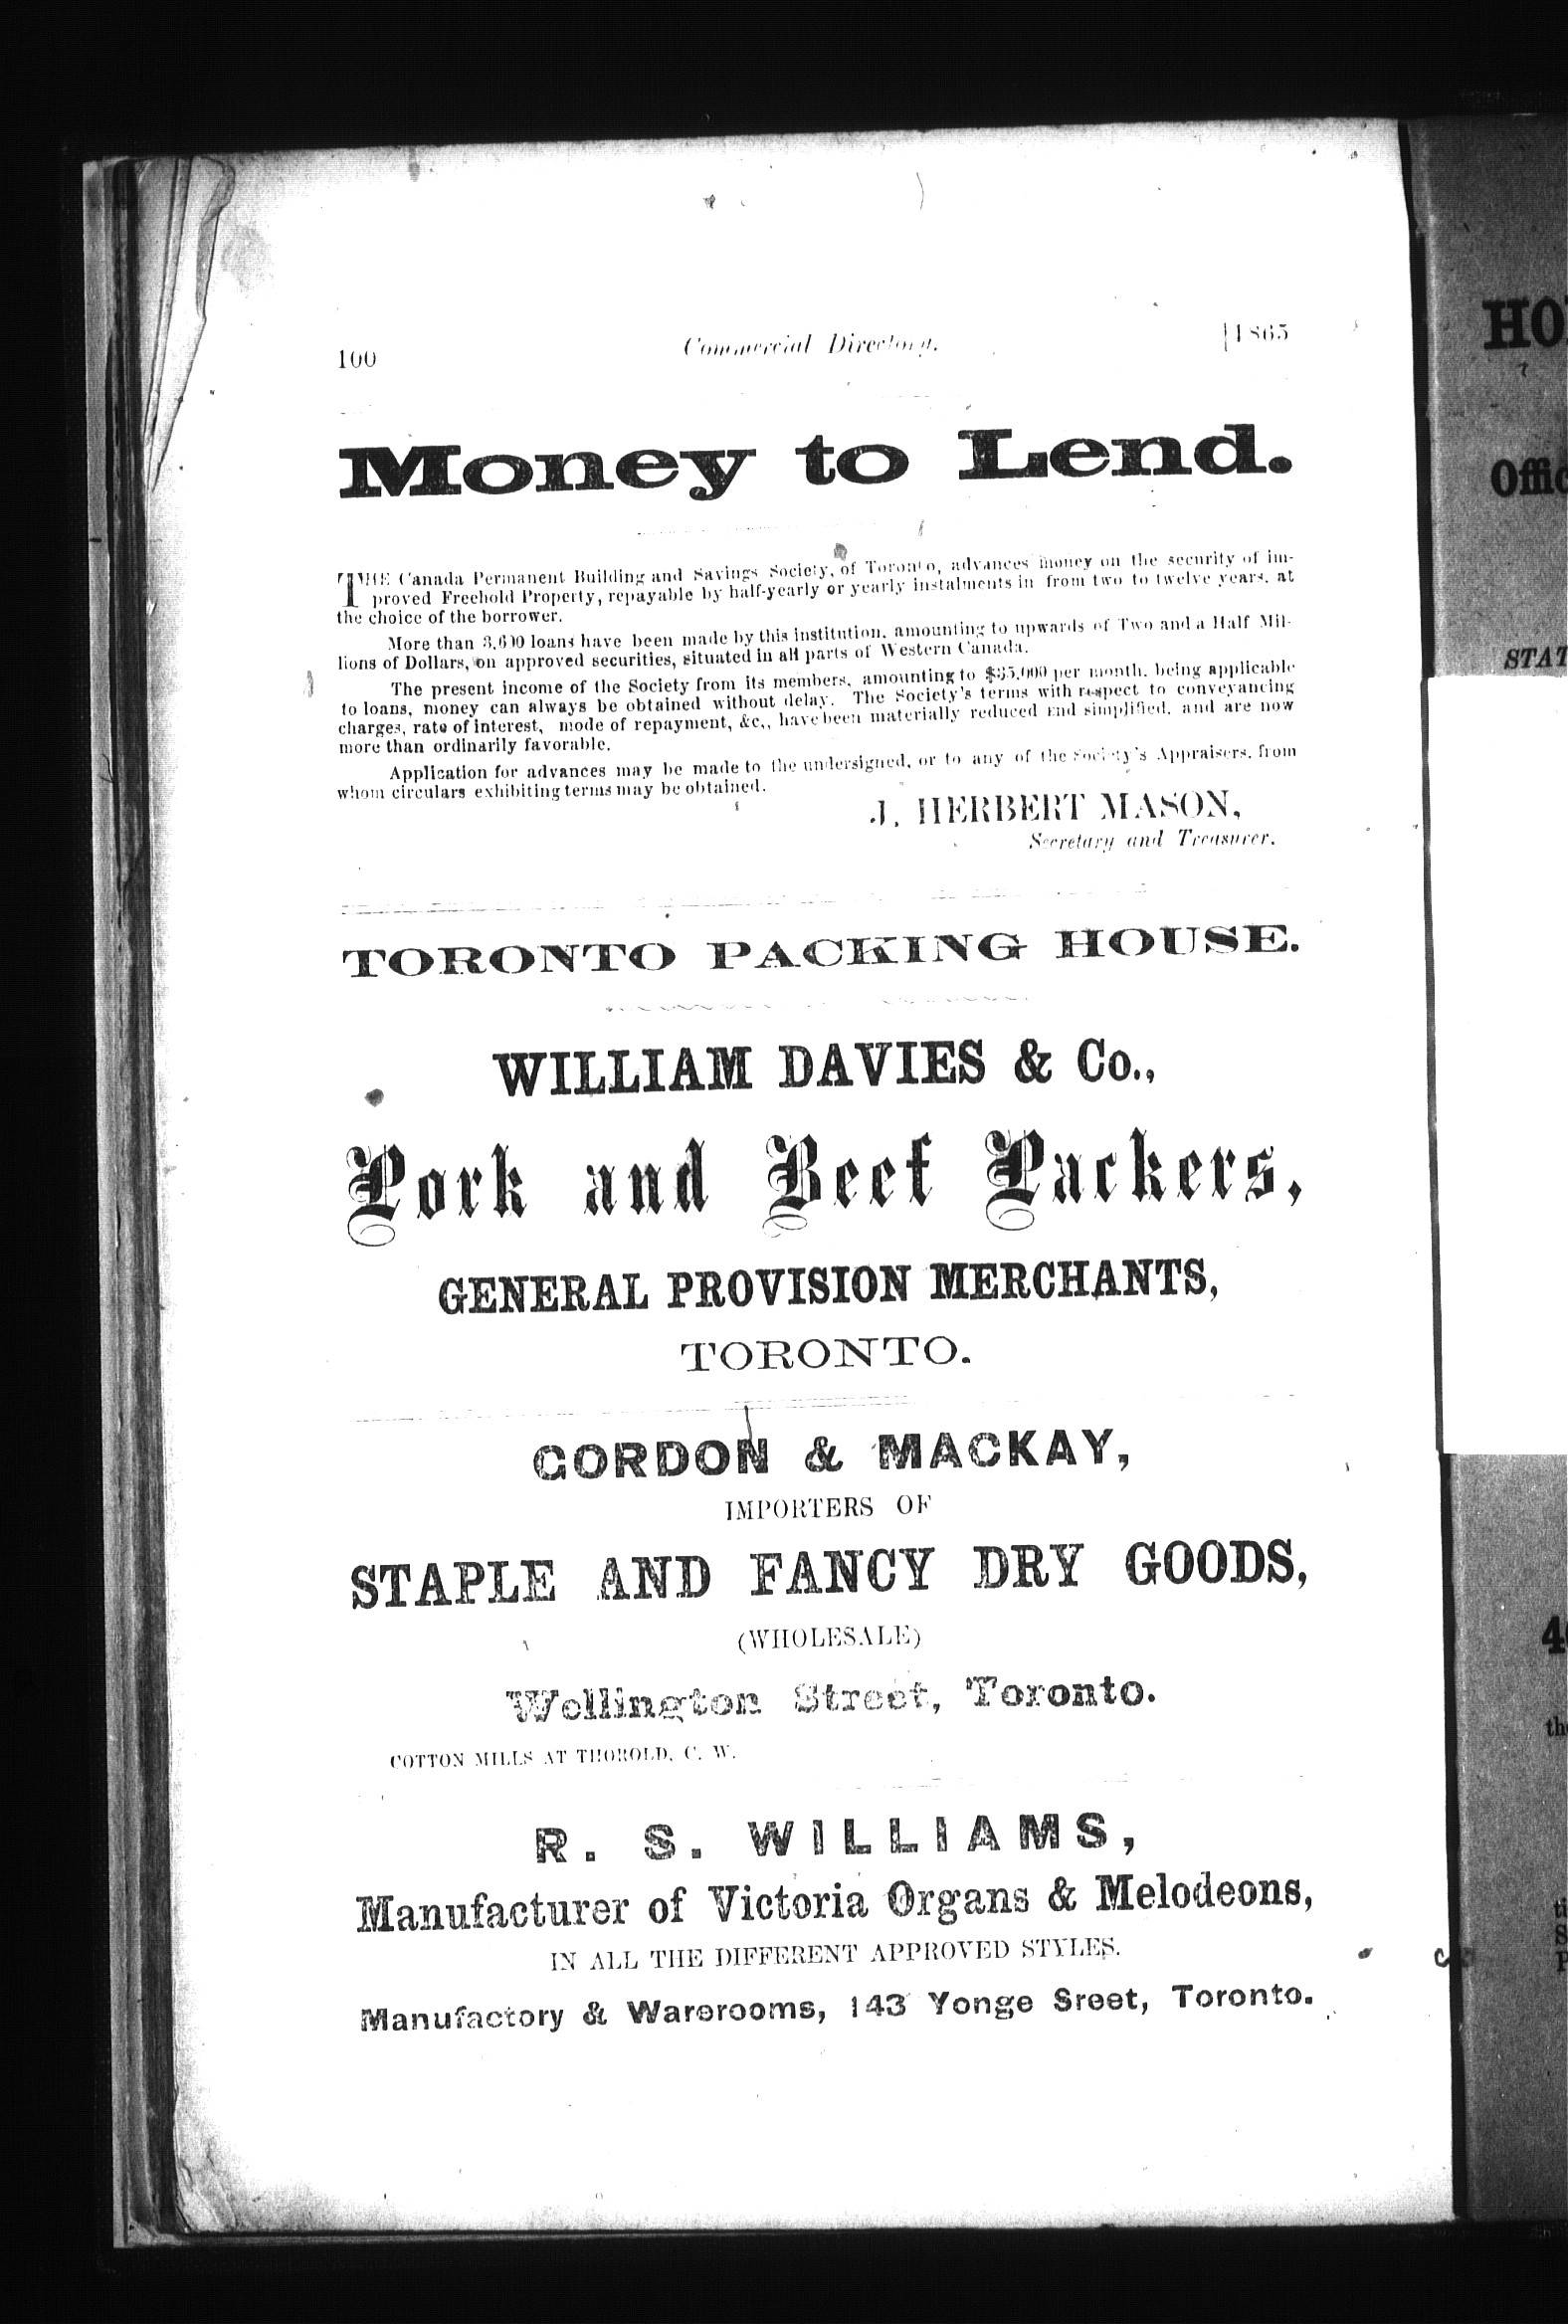 100
Commercial Directory.
[1865
Money to Lend.
THE Canada Permanent Building and Savings Society, of Toronto, advances money on the security of im-
proved Freehold Property, repayable by half-yearly or yearly instalments in from two to twelve years, at
the choice of the borrower.
More than 3,600 loans have been made by this institution, amounting to upwards of Two and a Half Mil-
lions of Dollars, on approved securities, situated in all parts of Western Canada.
The present income of the Society from its members, amounting to $35,000 per month, being applicable
to loans, money can always be obtained without delay. The Society's terms with respect to conveyancing
charges, rate of interest, mode of repayment, &c., have been materially reduced and simplified, and are now
more than ordinarily favorable.
Application for advances may be made to the undersigned, or to any of the Society's Appraisers, from
whom circulars exhibiting terms may be obtained.
J. HERBERT MASON,
Secretary and Treasurer.
TORONTO PACKING HOUSE.
WILLIAM DAVIES & Co.,
Pork and Beef Packers,
GENERAL PROVISION MERCHANTS,
TORONTO.
GORDON & MACKAY,
IMPORTERS OF
STAPLE AND FANCY DRY GOODS,
(WHOLESALE)
Wellington Street, Toronto.
COTTON MILLS AT THOROLD, C. W.
R. S. WILLIAMS,
Manufacturer of Victoria Organs & Melodeons,
IN ALL THE DIFFERENT APPROVED STYLES.
Manufactory & Warerooms, 143 Yonge Sreet, Toronto.
HO
Offic
STAT